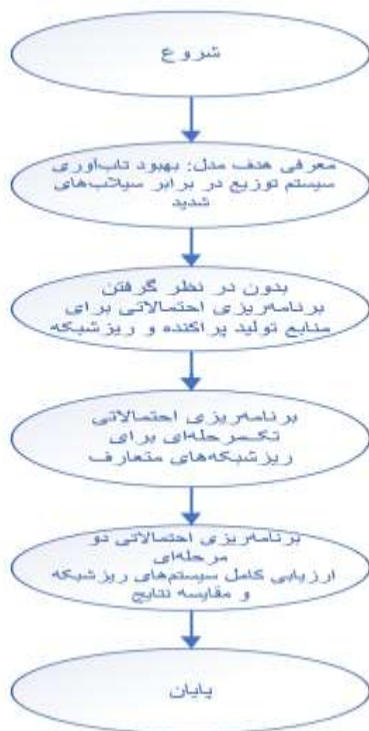 شروع
معرفی هدف مدل: بهبود تاب‌آوری
سیستم توزیع در برابر سیلاب‌های
شدید
بدون در نظر گرفتن
برنامه‌ریزی احتمالاتی برای
منابع تولید پراکنده و ریزشبکه
برنامه‌ریزی احتمالاتی
تک‌مرحله‌ای برای
ریزشبکه‌های متعارف
برنامه‌ریزی احتمالاتی دو
مرحله‌ای
ارزیابی کامل سیستم‌های ریزشبکه
و مقایسه نتایج
پایان